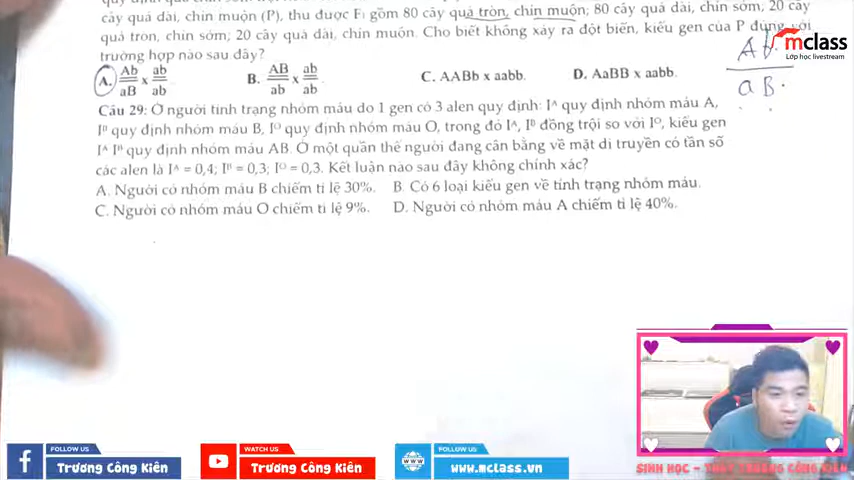 cây quả dài, chín muộn (P), thu được F₁ gồm 80 cây quả tròn, chín muộn; 80 cây quả dài, chín sớm; 20 cây
quả tròn, chín sớm; 20 cây quả dài, chín muộn. Cho biết không xảy ra đột biến, kiểu gen của P đúng với
trường hợp nào sau đây?
A. Ab/aB x ab/ab
B. AB/ab x ab/ab
C. AABb x aabb.
D. AaBB x aabb.
Ab
aB
mclass
Lớp học livestream
Câu 29: Ở người tính trạng nhóm máu do 1 gen có 3 alen quy định: Iᴬ quy định nhóm máu A,
Iᴮ quy định nhóm máu B, Iᴼ quy định nhóm máu O, trong đó Iᴬ, Iᴮ đồng trội so với Iᴼ, kiểu gen
Iᴬ Iᴮ quy định nhóm máu AB. Ở một quần thể người đang cân bằng về mặt di truyền có tần số
các alen là Iᴬ = 0,4; Iᴮ = 0,3; Iᴼ = 0,3. Kết luận nào sau đây không chính xác?
A. Người có nhóm máu B chiếm tỉ lệ 30%. B. Có 6 loại kiểu gen về tính trạng nhóm máu.
C. Người có nhóm máu O chiếm tỉ lệ 9%. D. Người có nhóm máu A chiếm tỉ lệ 40%.
FOLLOW US
Trương Công Kiên
WATCH US
Trương Công Kiên
FOLLOW US
www.mclass.vn